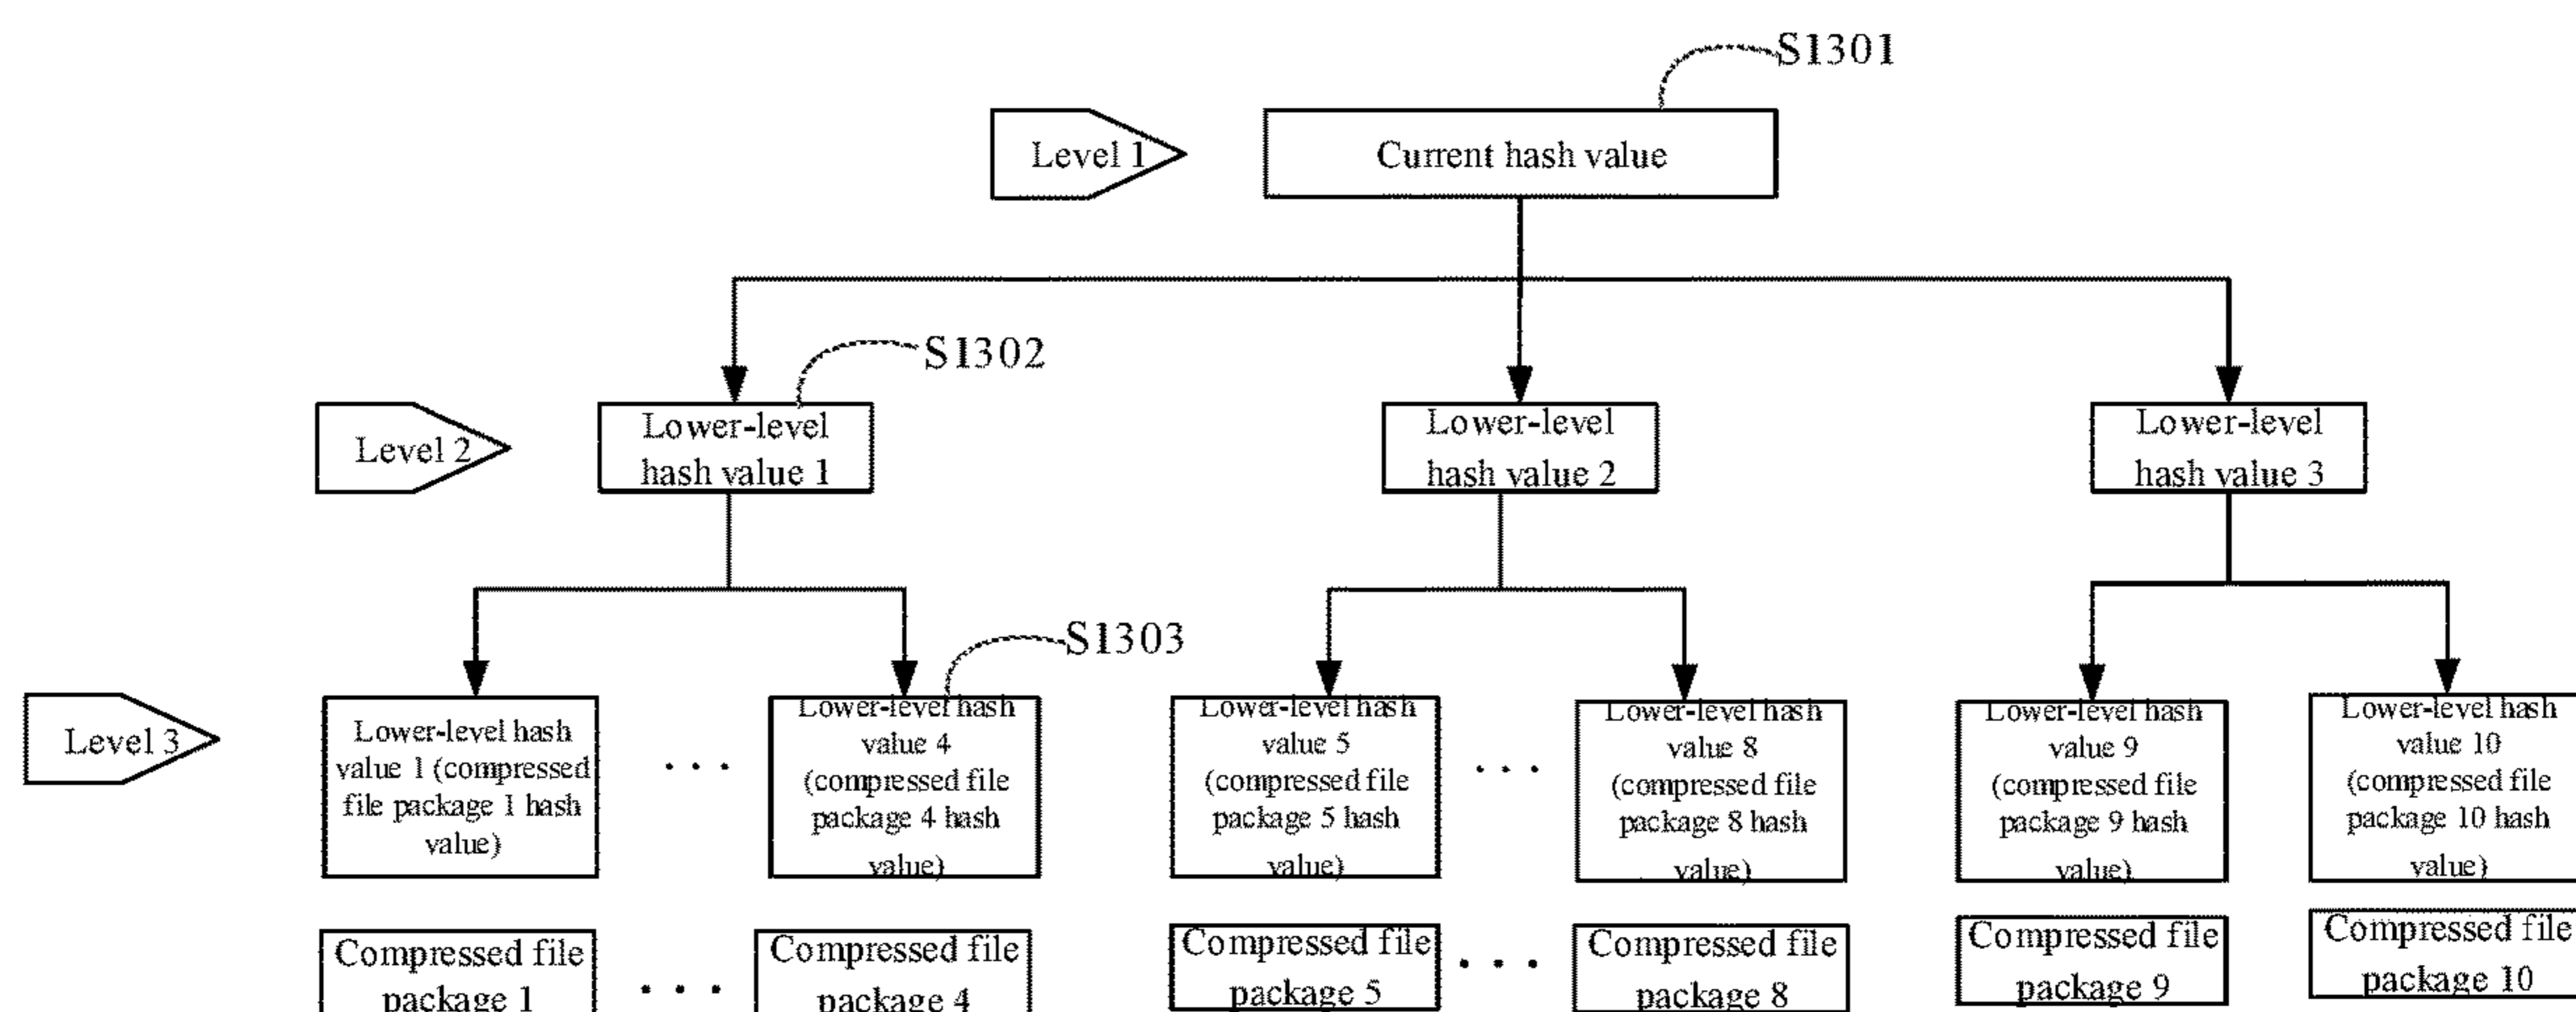 S1301
Level 1
Current hash value
S1302
Level 2
Lower-level
hash value 1
Lower-level
hash value 2
Lower-level
hash value 3
S1303
Level 3
Lower-level hash
value 1 (compressed
file package 1 hash
value)
...
Lower-level hash
value 4
(compressed file
package 4 hash
value)
Lower-level hash
value 5
(compressed file
package 5 hash
value)
...
Lower-level hash
value 8
(compressed file
package 8 hash
value)
Lower-level hash
value 9
(compressed file
package 9 hash
value)
Lower-level hash
value 10
(compressed file
package 10 hash
value)
Compressed file
package 1
...
Compressed file
package 4
Compressed file
package 5
...
Compressed file
package 8
Compressed file
package 9
Compressed file
package 10